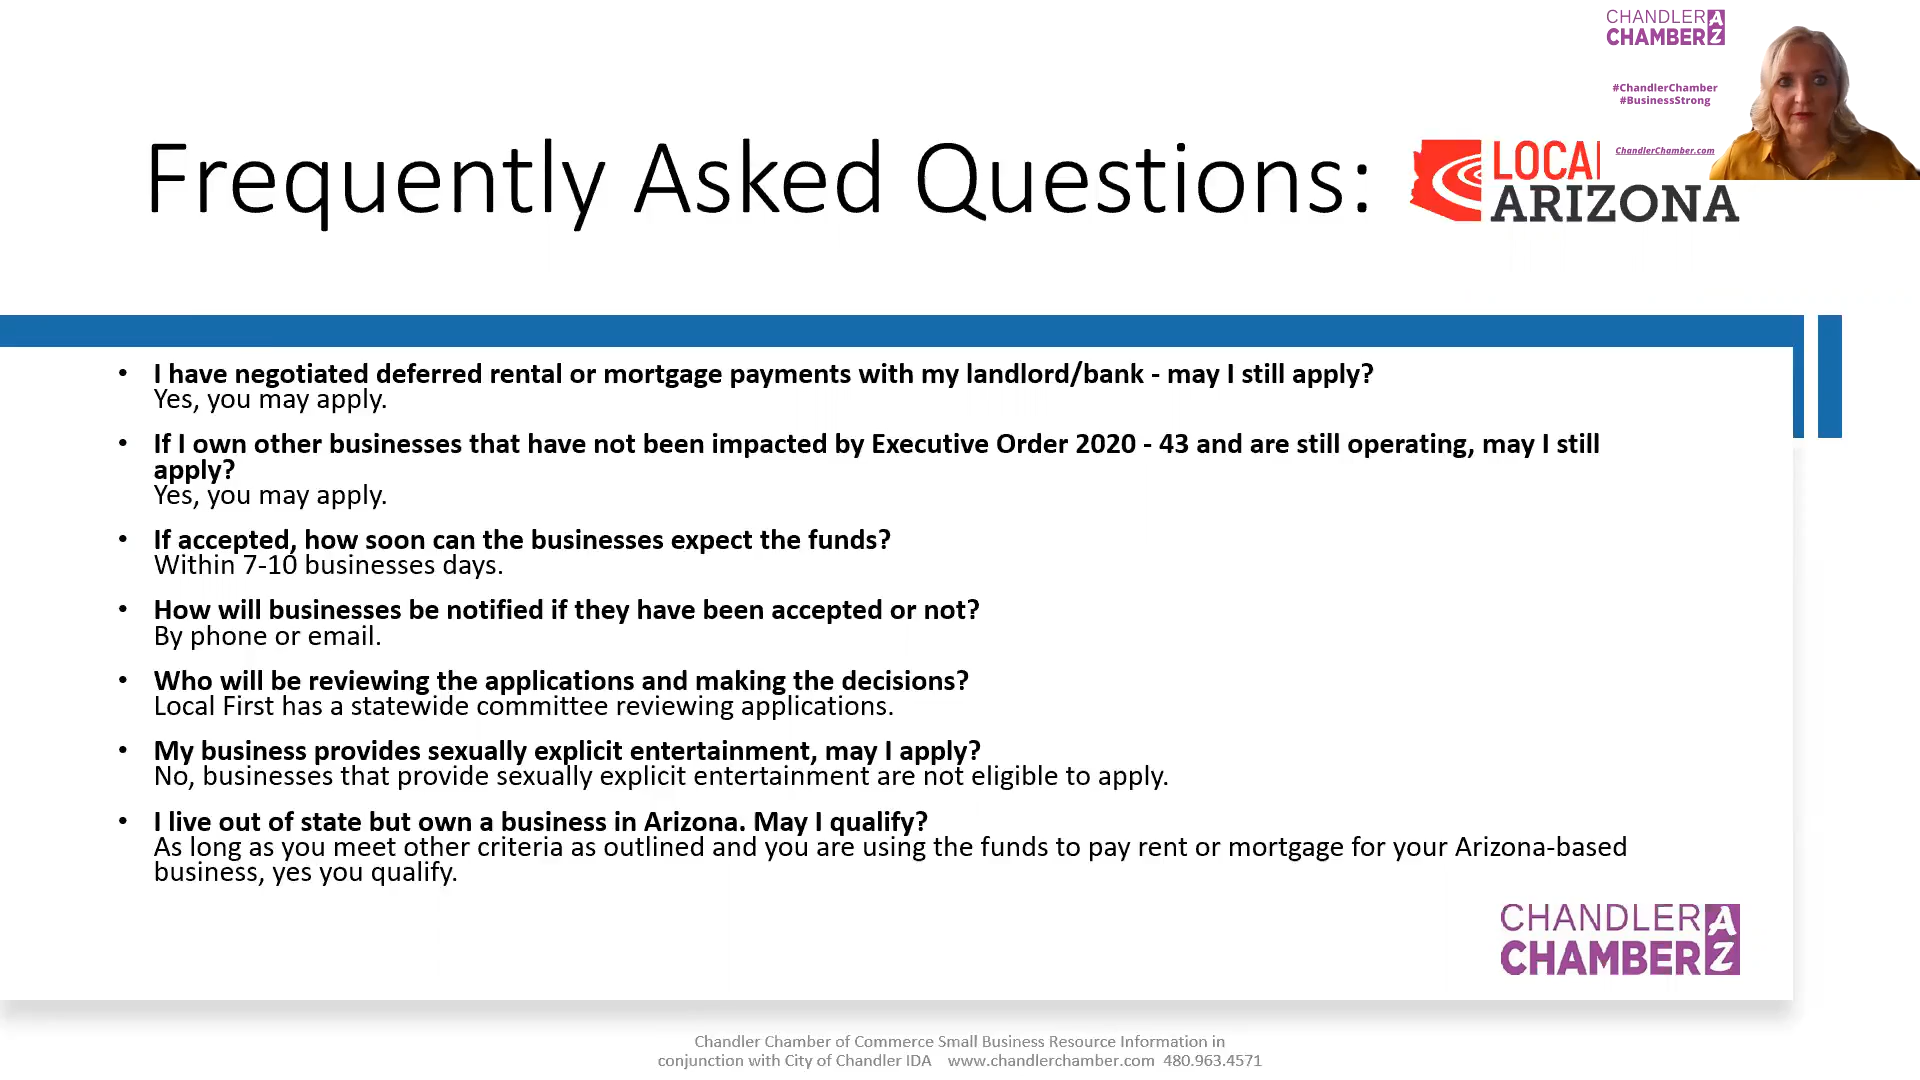 CHANDLER AZ
CHAMBER
#ChandlerChamber
#BusinessStrong
ChandlerChamber.com
Frequently Asked Questions:
LOCAL
ARIZONA
• I have negotiated deferred rental or mortgage payments with my landlord/bank - may I still apply?
Yes, you may apply.
• If I own other businesses that have not been impacted by Executive Order 2020 - 43 and are still operating, may I still
apply?
Yes, you may apply.
• If accepted, how soon can the businesses expect the funds?
Within 7-10 businesses days.
• How will businesses be notified if they have been accepted or not?
By phone or email.
• Who will be reviewing the applications and making the decisions?
Local First has a statewide committee reviewing applications.
• My business provides sexually explicit entertainment, may I apply?
No, businesses that provide sexually explicit entertainment are not eligible to apply.
• I live out of state but own a business in Arizona. May I qualify?
As long as you meet other criteria as outlined and you are using the funds to pay rent or mortgage for your Arizona-based
business, yes you qualify.
CHANDLER AZ
CHAMBER
Chandler Chamber of Commerce Small Business Resource Information in
conjunction with City of Chandler IDA www.chandlerchamber.com 480.963.4571